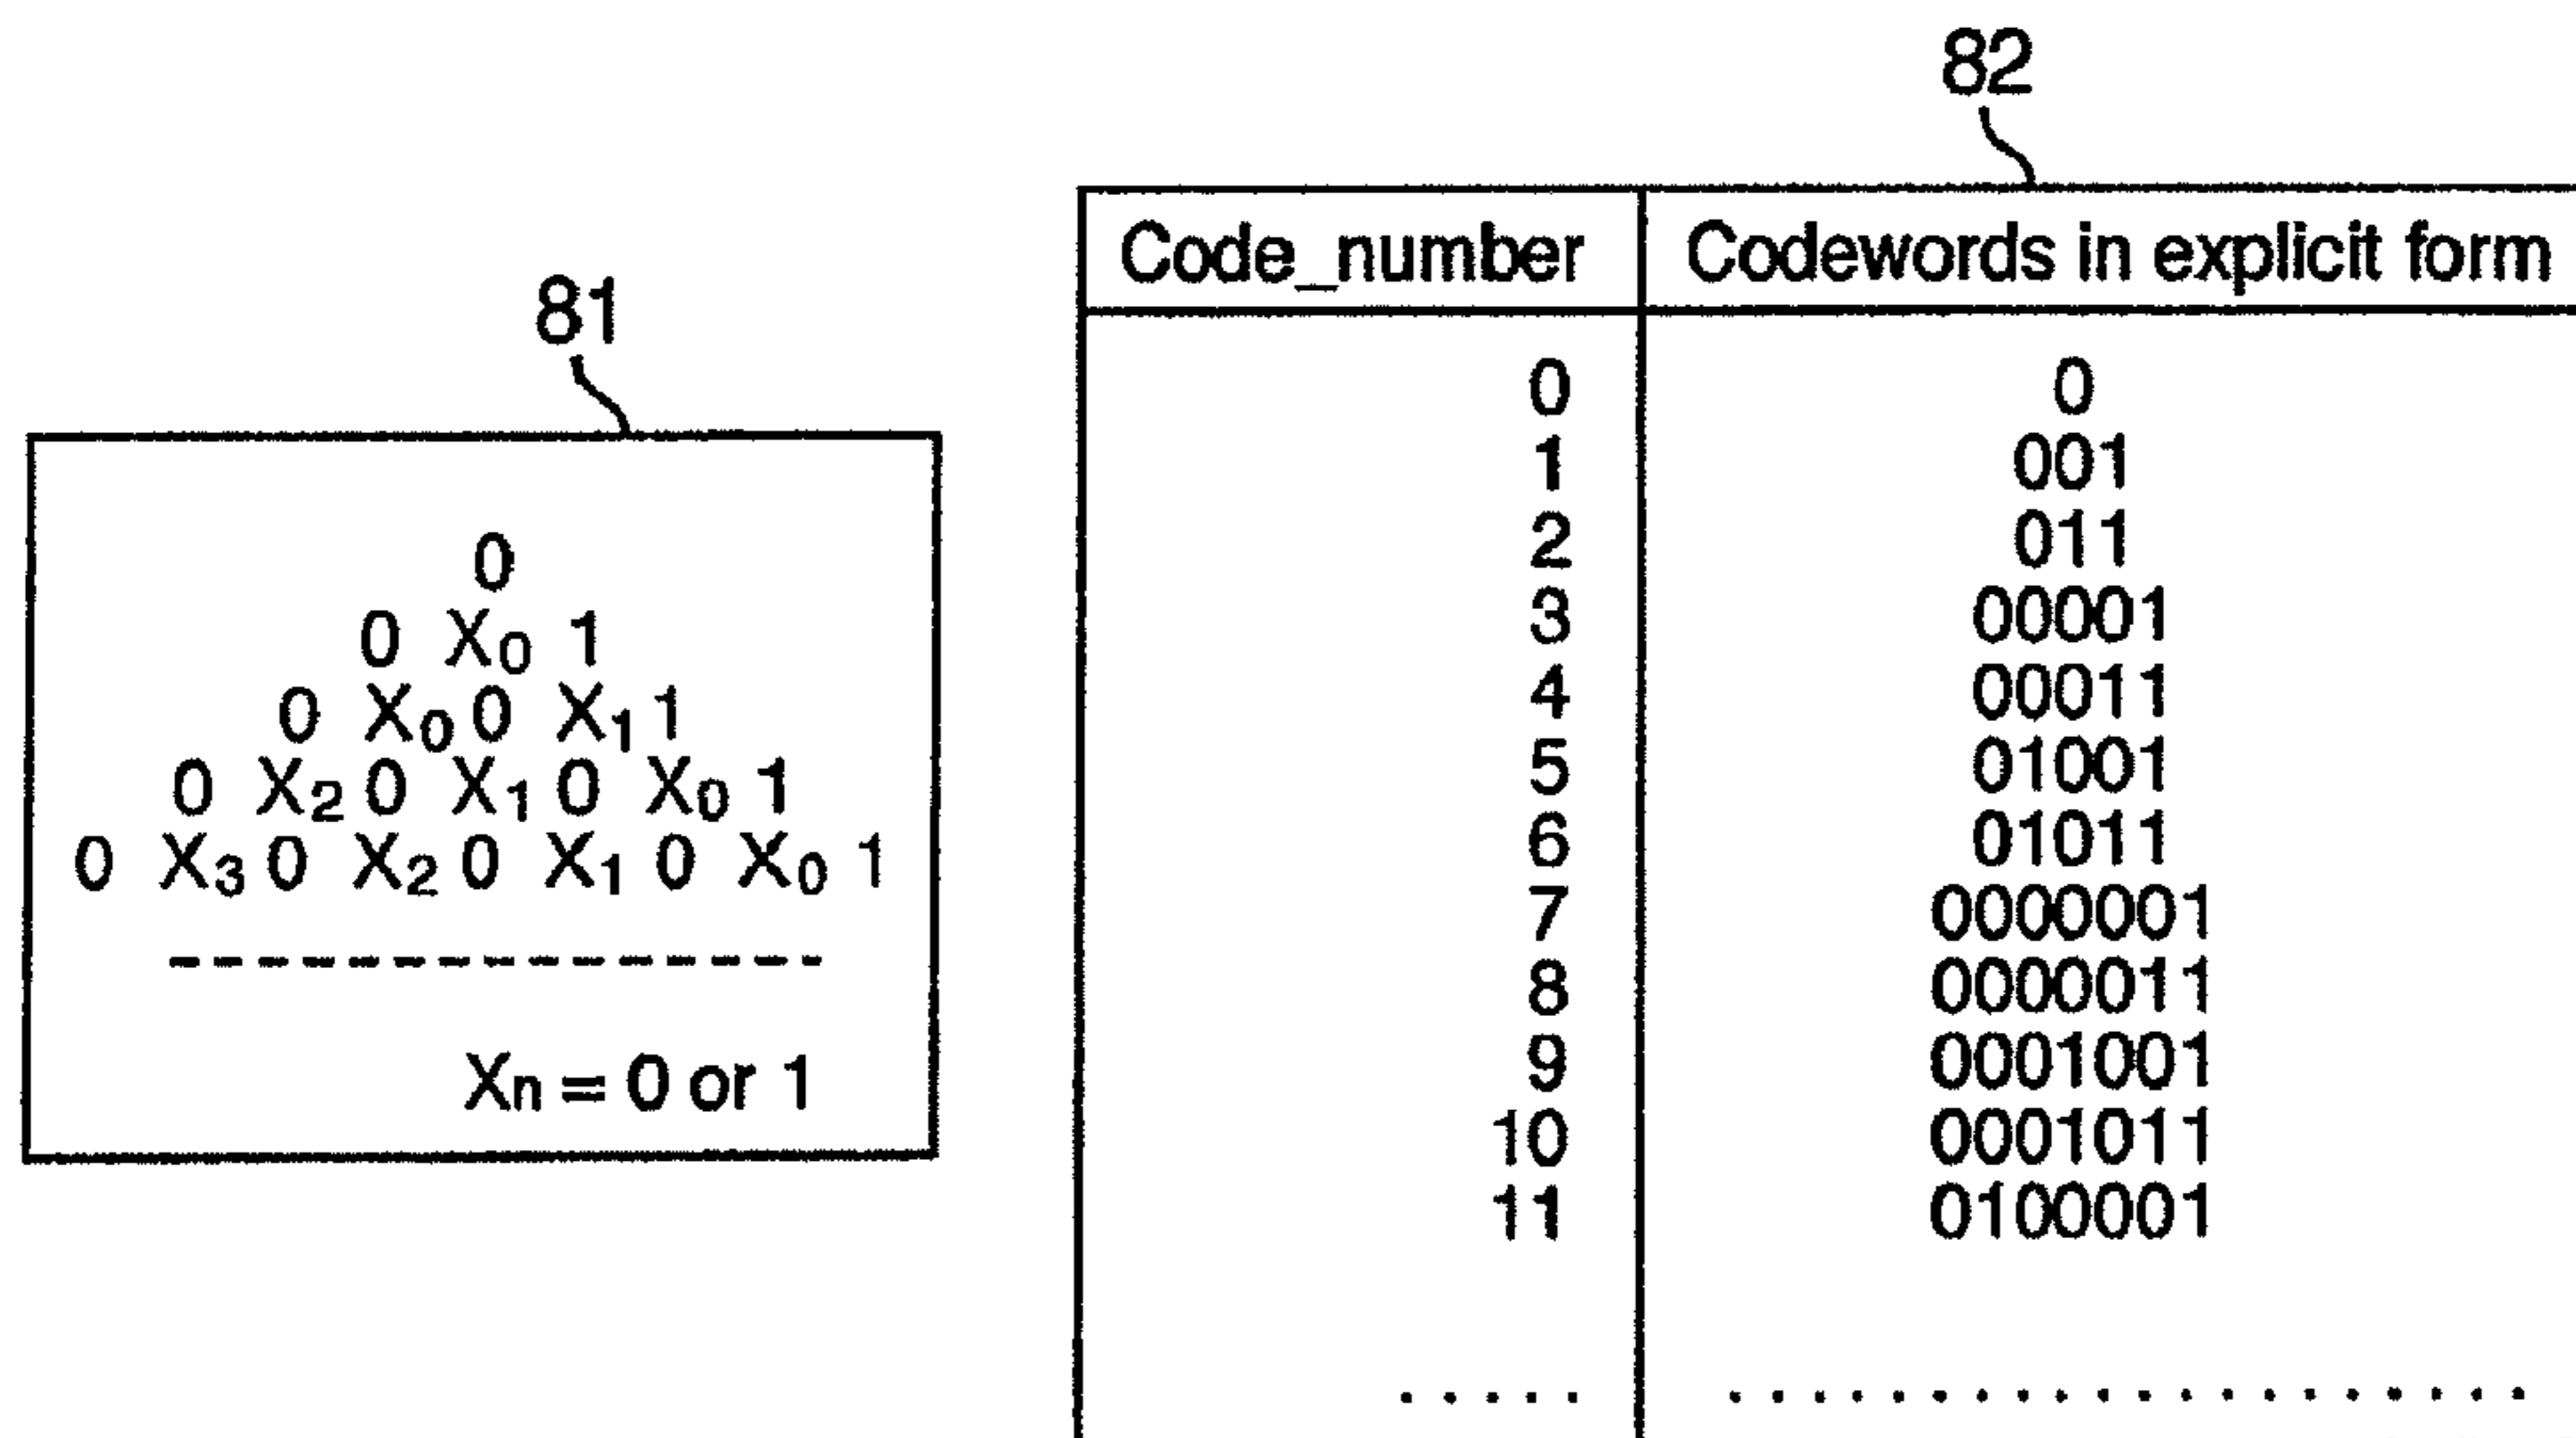 81
0
0 X₀ 1
0 X₀ 0 X₁ 1
0 X₂ 0 X₁ 0 X₀ 1
0 X₃ 0 X₂ 0 X₁ 0 X₀ 1
Xn = 0 or 1
82
Code_number Codewords in explicit form
0 0
1 001
2 011
3 00001
4 00011
5 01001
6 01011
7 0000001
8 0000011
9 0001001
10 0001011
11 0100001
..... ....................